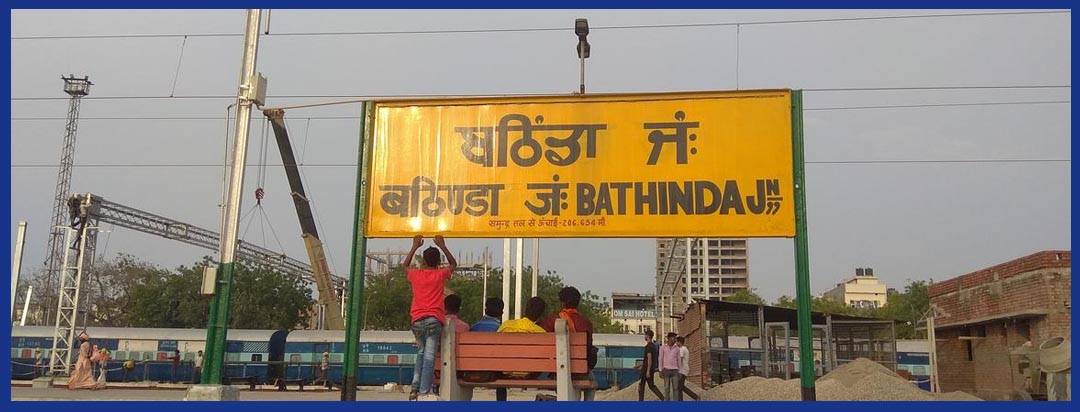 ਬਠਿੰਡਾ ਜੰ:
बठिण्डा जं: BATHINDA JN
समुन्द्र तल से ऊंचाई-206.654 मी
OM SAI HOTEL